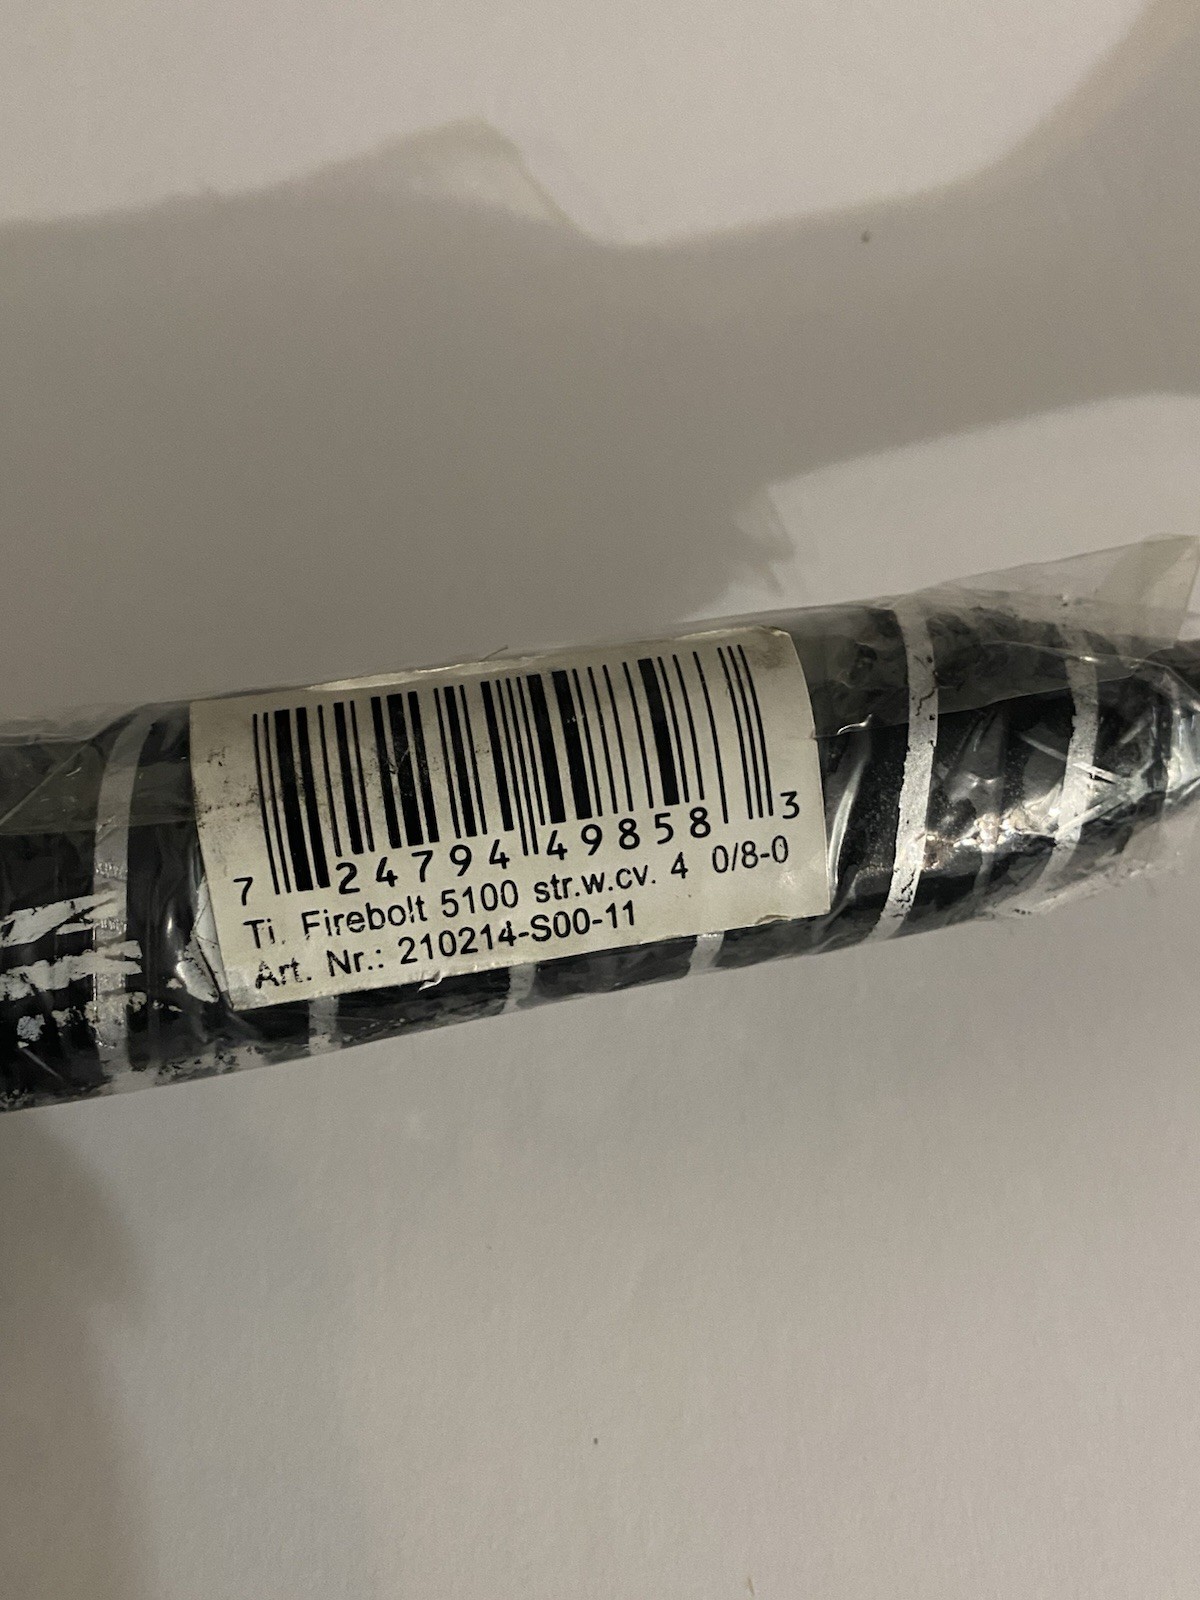 7 24794 49858 3
Ti. Firebolt 5100 str.w.cv. 4 0/8-0
Art. Nr.: 210214-S00-11